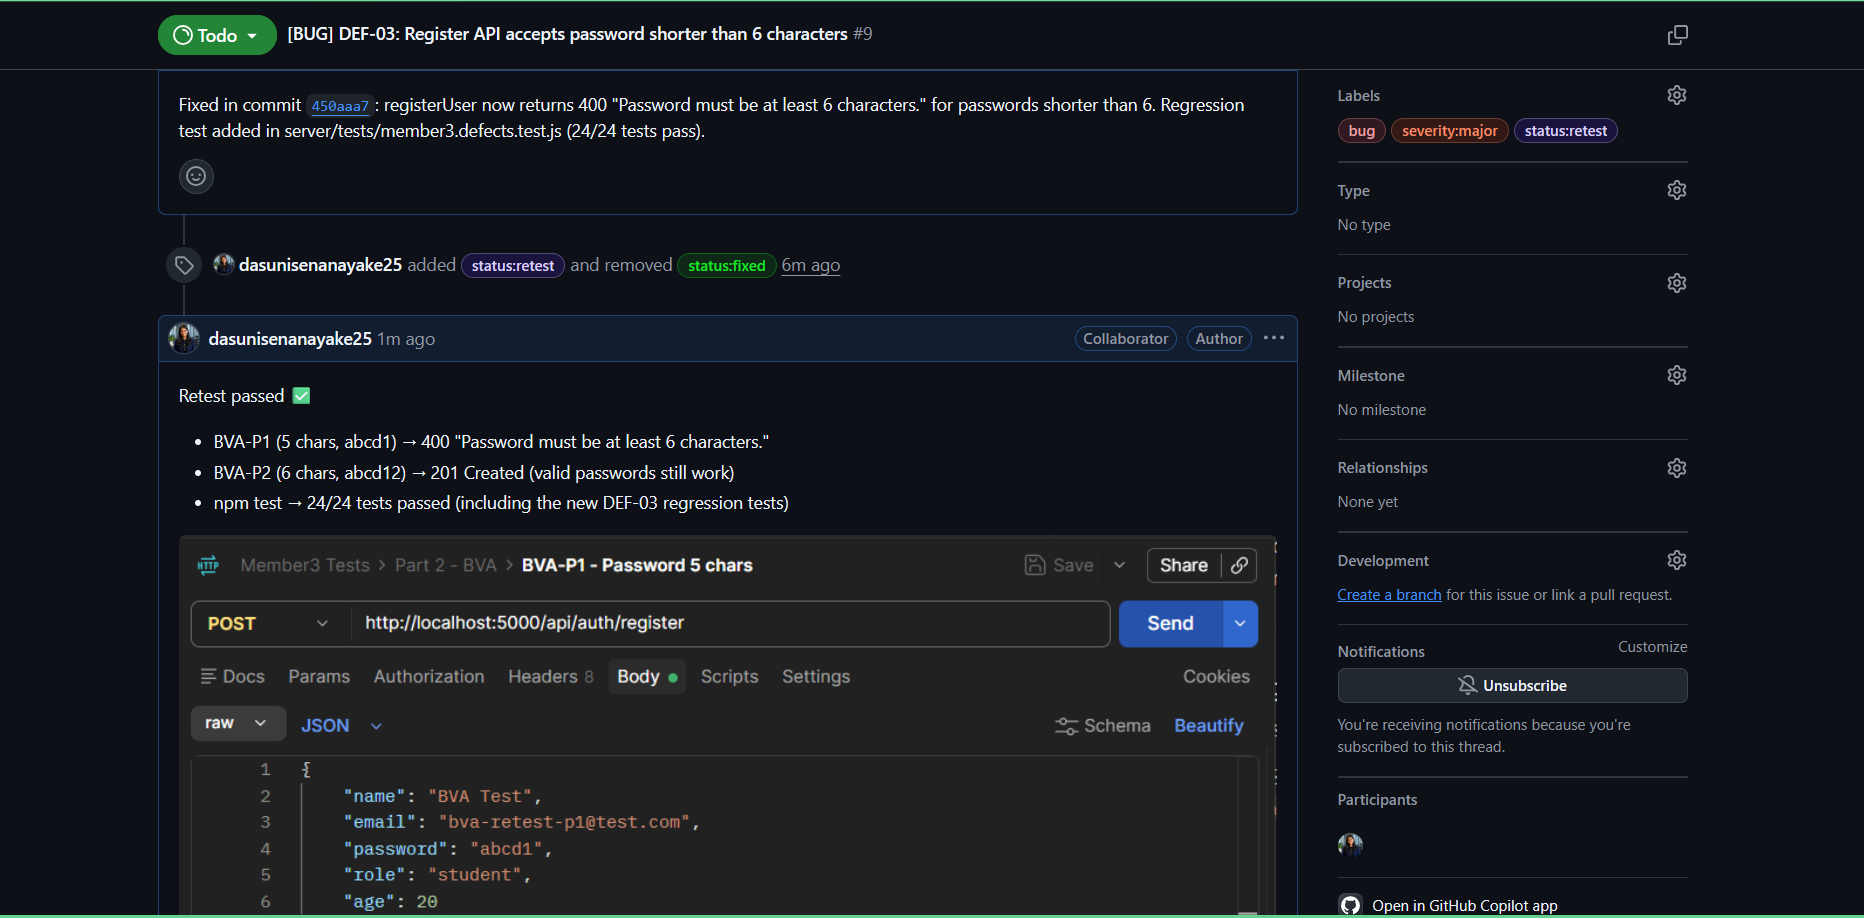 Todo
[BUG] DEF-03: Register API accepts password shorter than 6 characters #9
Fixed in commit 450aaa7: registerUser now returns 400 "Password must be at least 6 characters." for passwords shorter than 6. Regression
test added in server/tests/member3.defects.test.js (24/24 tests pass).
dasunisenanayake25 added status:retest and removed status:fixed 6m ago
dasunisenanayake25 1m ago
Collaborator
Author
Retest passed ✅
• BVA-P1 (5 chars, abcd1) → 400 "Password must be at least 6 characters."
• BVA-P2 (6 chars, abcd12) → 201 Created (valid passwords still work)
• npm test → 24/24 tests passed (including the new DEF-03 regression tests)
HTTP Member3 Tests > Part 2 - BVA > BVA-P1 - Password 5 chars
Save
Share
POST
http://localhost:5000/api/auth/register
Send
Docs Params Authorization Headers 8 Body Scripts Settings
Cookies
raw
JSON
Schema
Beautify
1 {
2 "name": "BVA Test",
3 "email": "bva-retest-p1@test.com",
4 "password": "abcd1",
5 "role": "student",
6 "age": 20
Labels
bug
severity:major
status:retest
Type
No type
Projects
No projects
Milestone
No milestone
Relationships
None yet
Development
Create a branch for this issue or link a pull request.
Notifications
Customize
Unsubscribe
You're receiving notifications because you're
subscribed to this thread.
Participants
Open in GitHub Copilot app